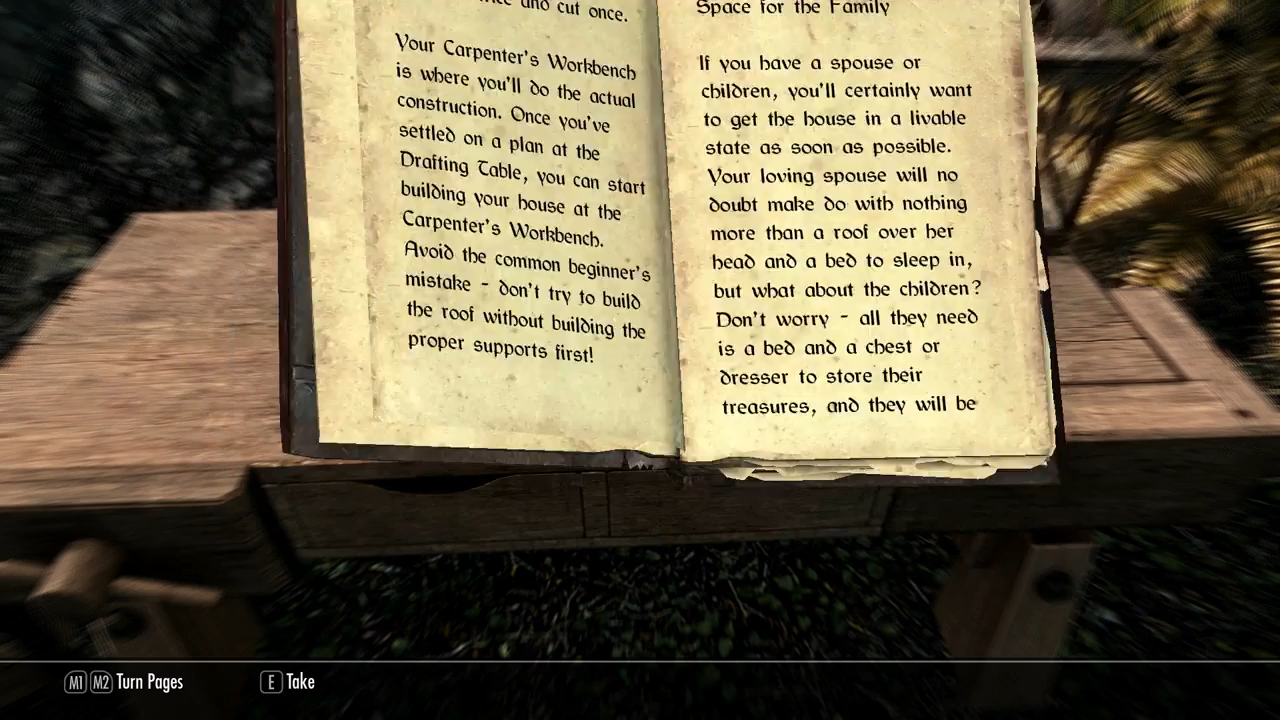 and cut once.
Your Carpenter's Workbench
is where you'll do the actual
construction. Once you've
settled on a plan at the
Drafting Table, you can start
building your house at the
Carpenter's Workbench.
Avoid the common beginner's
mistake - don't try to build
the roof without building the
proper supports first!
Space for the Family
If you have a spouse or
children, you'll certainly want
to get the house in a livable
state as soon as possible.
Your loving spouse will no
doubt make do with nothing
more than a roof over her
head and a bed to sleep in,
but what about the children?
Don't worry - all they need
is a bed and a chest or
dresser to store their
treasures, and they will be
M1 M2 Turn Pages
E Take